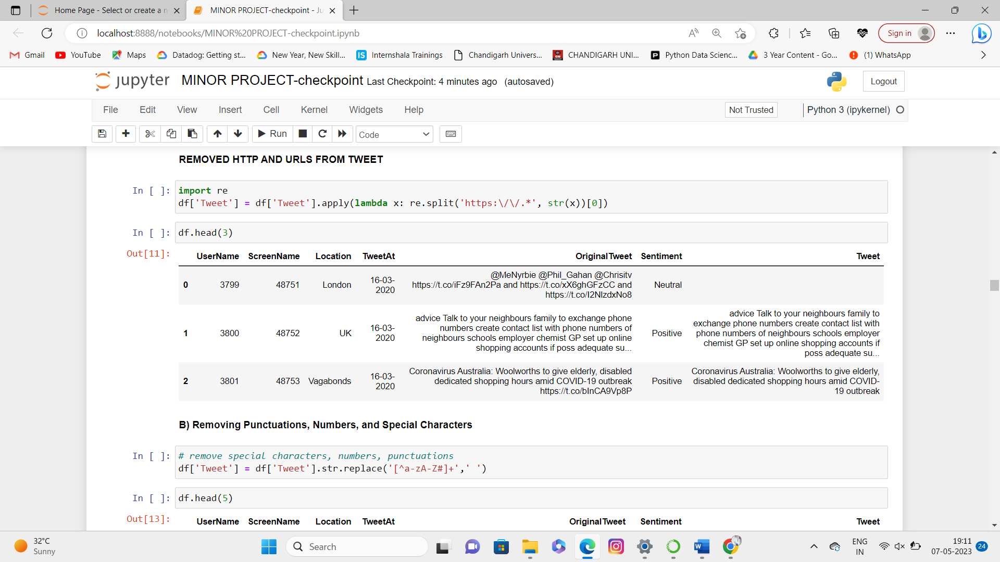 Home Page - Select or create a n
MINOR PROJECT-checkpoint - Ju
localhost:8888/notebooks/MINOR%20PROJECT-checkpoint.ipynb
Sign in
Gmail YouTube Maps Datadog: Getting st... New Year, New Skill... Internshala Trainings Chandigarh Univers... CHANDIGARH UNI... Python Data Scienc... 3 Year Content - Go... (1) WhatsApp
jupyter MINOR PROJECT-checkpoint Last Checkpoint: 4 minutes ago (autosaved) Logout
File Edit View Insert Cell Kernel Widgets Help Not Trusted Python 3 (ipykernel)
Run Code
REMOVED HTTP AND URLS FROM TWEET
In [ ]: import re
df['Tweet'] = df['Tweet'].apply(lambda x: re.split('https:\/\/.*', str(x))[0])
In [ ]: df.head(3)
Out[11]: UserName ScreenName Location TweetAt OriginalTweet Sentiment Tweet
0 3799 48751 London 16-03-2020 @MeNyrbie @Phil_Gahan @Chrisitv
https://t.co/iFz9FAn2Pa and https://t.co/xX6ghGFzCC and
https://t.co/I2NlzdxNo8 Neutral
1 3800 48752 UK 16-03-2020 advice Talk to your neighbours family to exchange phone
numbers create contact list with phone numbers of
neighbours schools employer chemist GP set up online
shopping accounts if poss adequate su... Positive
advice Talk to your neighbours family to
exchange phone numbers create contact list with
phone numbers of neighbours schools employer
chemist GP set up online shopping accounts if
poss adequate su...
2 3801 48753 Vagabonds 16-03-2020 Coronavirus Australia: Woolworths to give elderly, disabled
dedicated shopping hours amid COVID-19 outbreak
https://t.co/bInCA9Vp8P Positive
Coronavirus Australia: Woolworths to give elderly,
disabled dedicated shopping hours amid COVID-
19 outbreak
B) Removing Punctuations, Numbers, and Special Characters
In [ ]: # remove special characters, numbers, punctuations
df['Tweet'] = df['Tweet'].str.replace('[^a-zA-Z#]+',' ')
In [ ]: df.head(5)
Out[13]: UserName ScreenName Location TweetAt OriginalTweet Sentiment Tweet
32°C
Sunny
Search
ENG
IN
19:11
07-05-2023
24